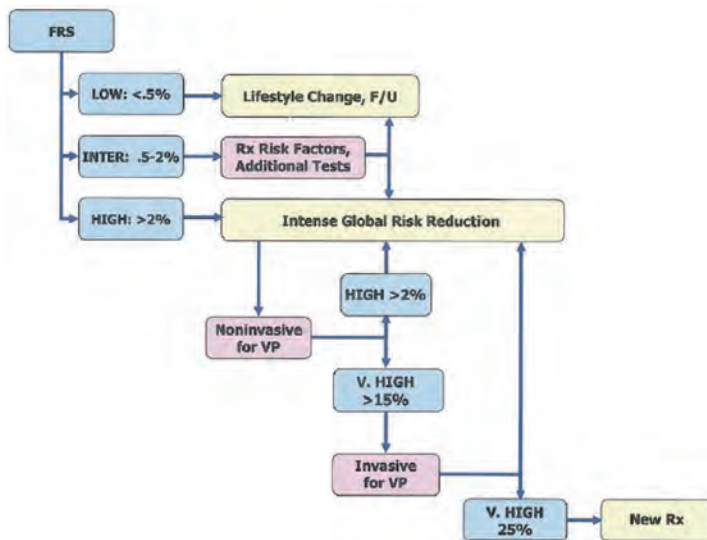 FRS
LOW: <.5%
Lifestyle Change, F/U
INTER: .5-2%
Rx Risk Factors,
Additional Tests
HIGH: >2%
Intense Global Risk Reduction
HIGH >2%
Noninvasive
for VP
V. HIGH
>15%
Invasive
for VP
V. HIGH
25%
New Rx